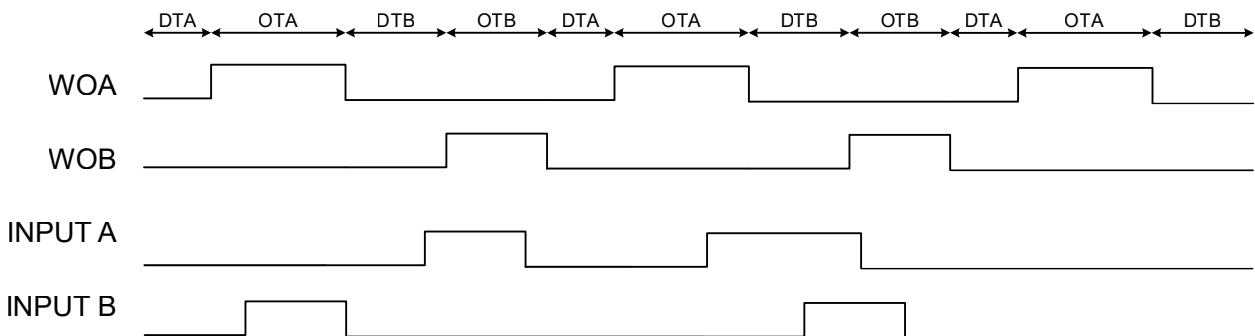 DTA OTA DTB OTB DTA OTA DTB OTB DTA OTA DTB
WOA
WOB
INPUT A
INPUT B